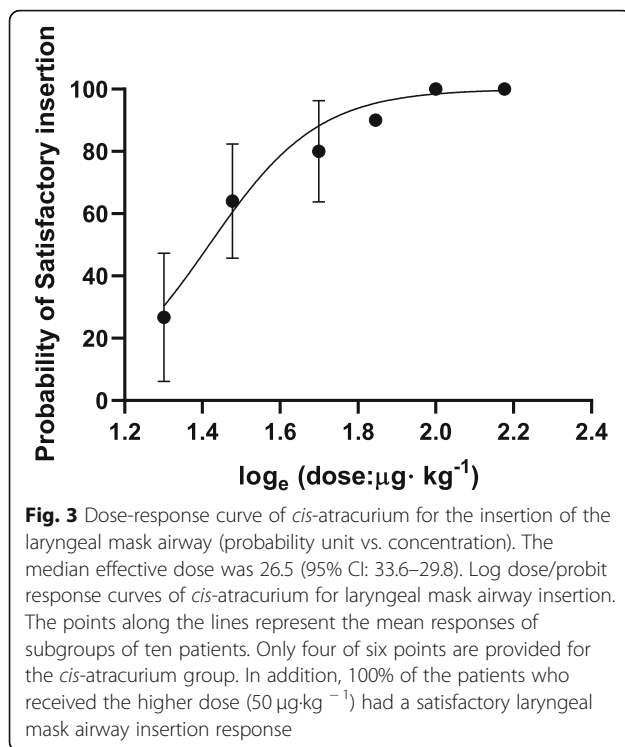 Probability of Satisfactory insertion
100
80
60
40
20
0
1.2 1.4 1.6 1.8 2.0 2.2 2.4
logₑ (dose:μg· kg⁻¹)
Fig. 3 Dose-response curve of cis-atracurium for the insertion of the
laryngeal mask airway (probability unit vs. concentration). The
median effective dose was 26.5 (95% CI: 33.6–29.8). Log dose/probit
response curves of cis-atracurium for laryngeal mask airway insertion.
The points along the lines represent the mean responses of
subgroups of ten patients. Only four of six points are provided for
the cis-atracurium group. In addition, 100% of the patients who
received the higher dose (50 μg·kg ⁻¹) had a satisfactory laryngeal
mask airway insertion response